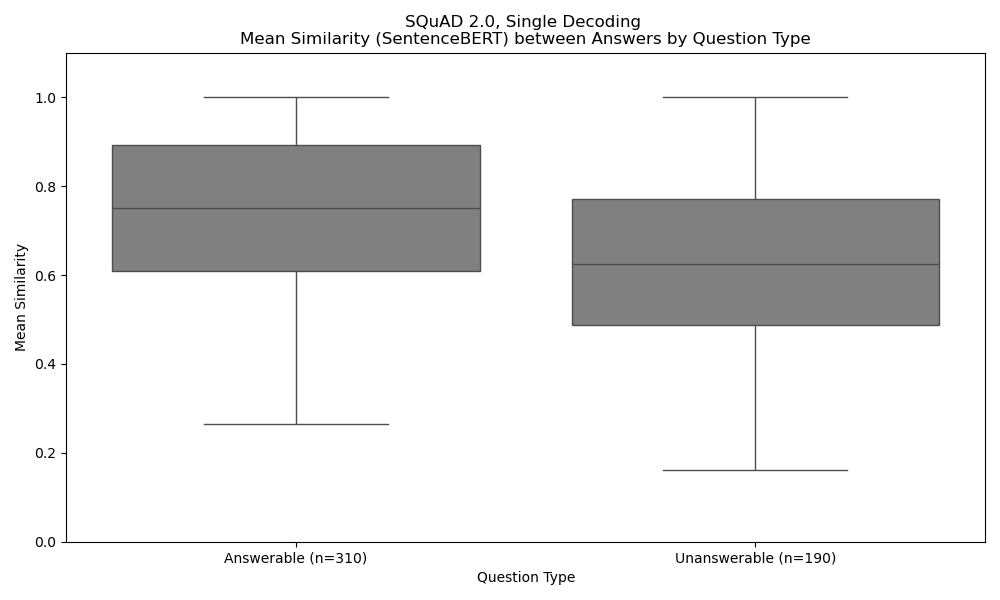 SQuAD 2.0, Single Decoding
Mean Similarity (SentenceBERT) between Answers by Question Type
Mean Similarity
1.0
0.8
0.6
0.4
0.2
0.0
Answerable (n=310)
Unanswerable (n=190)
Question Type